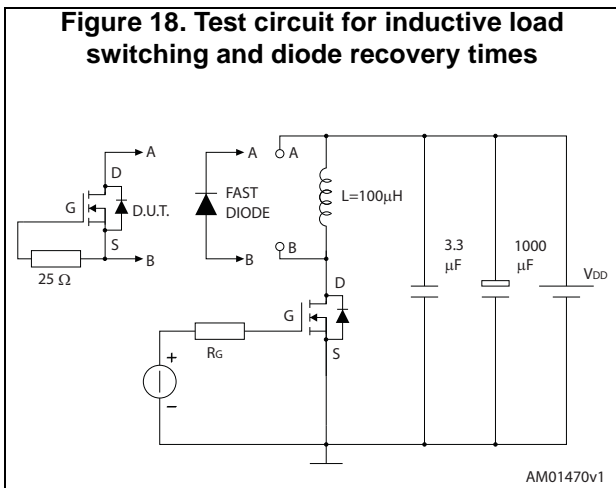 Figure 18. Test circuit for inductive load
switching and diode recovery times
A
D
G
D.U.T.
S
B
25 Ω
A
FAST
DIODE
B
A
L=100μH
B
D
G
S
RG
+
−
3.3
μF
1000
μF
VDD
AM01470v1